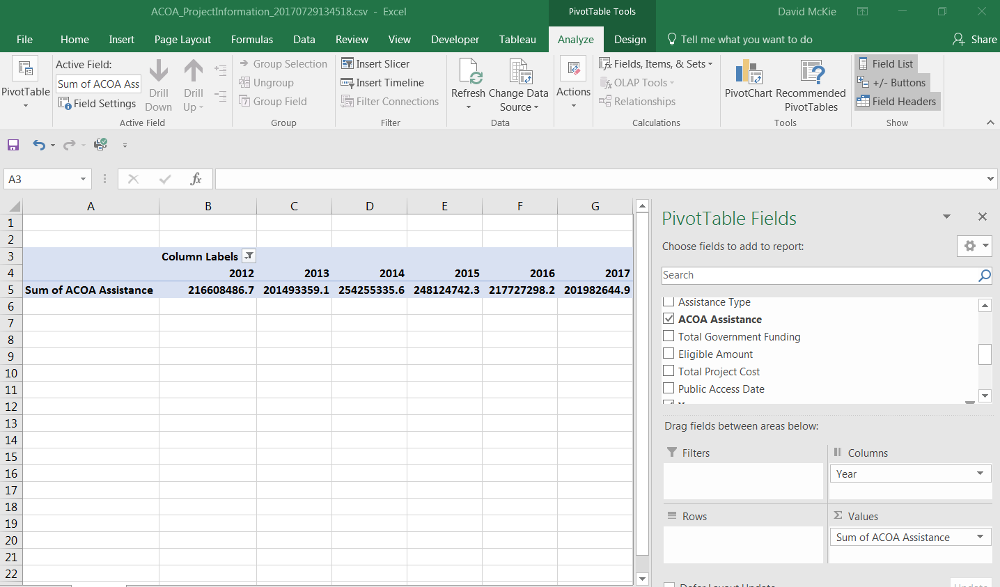 ACOA_ProjectInformation_20170729134518.csv - Excel
PivotTable Tools
David McKie
File Home Insert Page Layout Formulas Data Review View Developer Tableau Analyze Design Tell me what you want to do Share
PivotTable
Active Field:
Sum of ACOA Ass
Field Settings
Drill Down
Drill Up
Active Field
Group Selection
Ungroup
Group Field
Group
Insert Slicer
Insert Timeline
Filter Connections
Filter
Refresh
Change Data Source
Data
Actions
Fields, Items, & Sets
OLAP Tools
Relationships
Calculations
PivotChart
Recommended PivotTables
Tools
Field List
+/- Buttons
Field Headers
Show
A3
fx
A B C D E F G
1
2
3 Column Labels
4 2012 2013 2014 2015 2016 2017
5 Sum of ACOA Assistance 216608486.7 201493359.1 254255335.6 248124742.3 217727298.2 201982644.9
6
7
8
9
10
11
12
13
14
15
16
17
18
19
20
21
22
PivotTable Fields
Choose fields to add to report:
Search
Assistance Type
ACOA Assistance
Total Government Funding
Eligible Amount
Total Project Cost
Public Access Date
Drag fields between areas below:
Filters
Columns
Year
Rows
Σ Values
Sum of ACOA Assistance
Defer Layout Update
Update